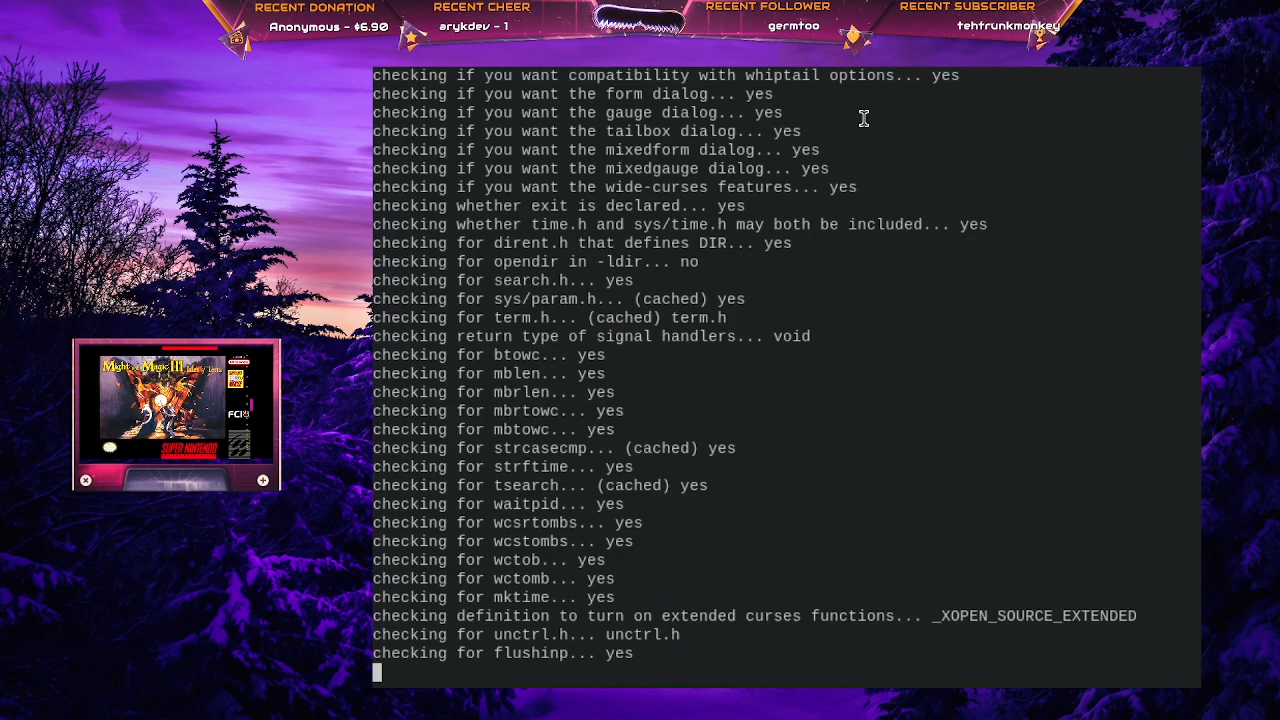 RECENT DONATION
Anonymous - $6.90
RECENT CHEER
arykdev - 1
RECENT FOLLOWER
germtoo
RECENT SUBSCRIBER
tehtrunkmonkey
checking if you want compatibility with whiptail options... yes
checking if you want the form dialog... yes
checking if you want the gauge dialog... yes
checking if you want the tailbox dialog... yes
checking if you want the mixedform dialog... yes
checking if you want the mixedgauge dialog... yes
checking if you want the wide-curses features... yes
checking whether exit is declared... yes
checking whether time.h and sys/time.h may both be included... yes
checking for dirent.h that defines DIR... yes
checking for opendir in -ldir... no
checking for search.h... yes
checking for sys/param.h... (cached) yes
checking for term.h... (cached) term.h
checking return type of signal handlers... void
checking for btowc... yes
checking for mblen... yes
checking for mbrlen... yes
checking for mbrtowc... yes
checking for mbtowc... yes
checking for strcasecmp... (cached) yes
checking for strftime... yes
checking for tsearch... (cached) yes
checking for waitpid... yes
checking for wcsrtombs... yes
checking for wcstombs... yes
checking for wctob... yes
checking for wctomb... yes
checking for mktime... yes
checking definition to turn on extended curses functions... _XOPEN_SOURCE_EXTENDED
checking for unctrl.h... unctrl.h
checking for flushinp... yes
Might and Magic III Isles of Terra
FCI
SUPER NINTENDO